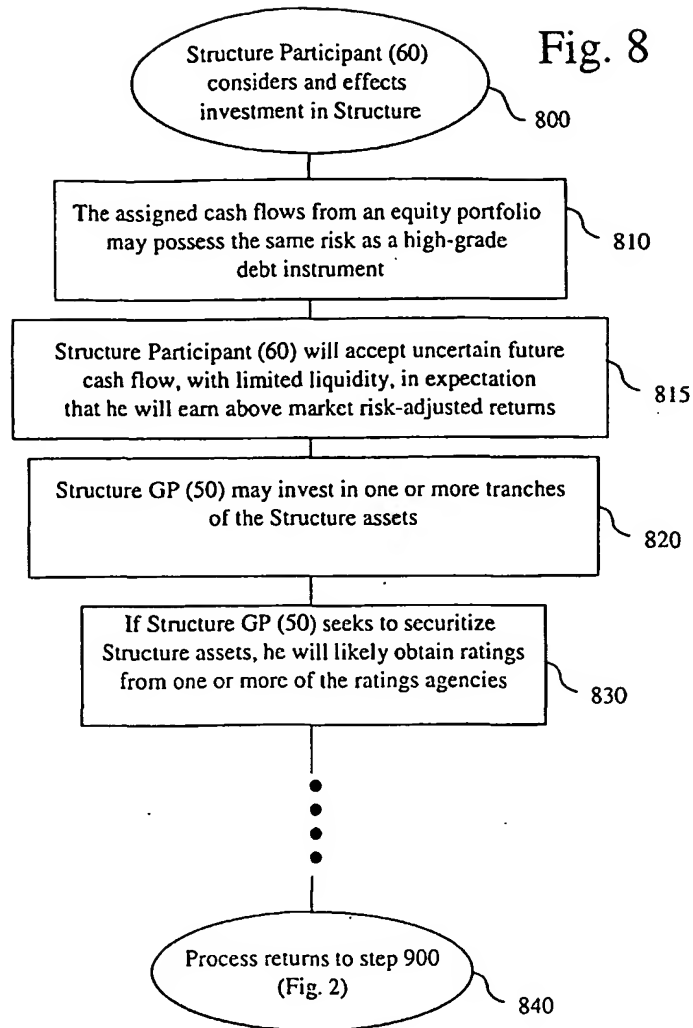 Fig. 8
Structure Participant (60)
considers and effects
investment in Structure
800
The assigned cash flows from an equity portfolio
may possess the same risk as a high-grade
debt instrument
810
Structure Participant (60) will accept uncertain future
cash flow, with limited liquidity, in expectation
that he will earn above market risk-adjusted returns
815
Structure GP (50) may invest in one or more tranches
of the Structure assets
820
If Structure GP (50) seeks to securitize
Structure assets, he will likely obtain ratings
from one or more of the ratings agencies
830
Process returns to step 900
(Fig. 2)
840